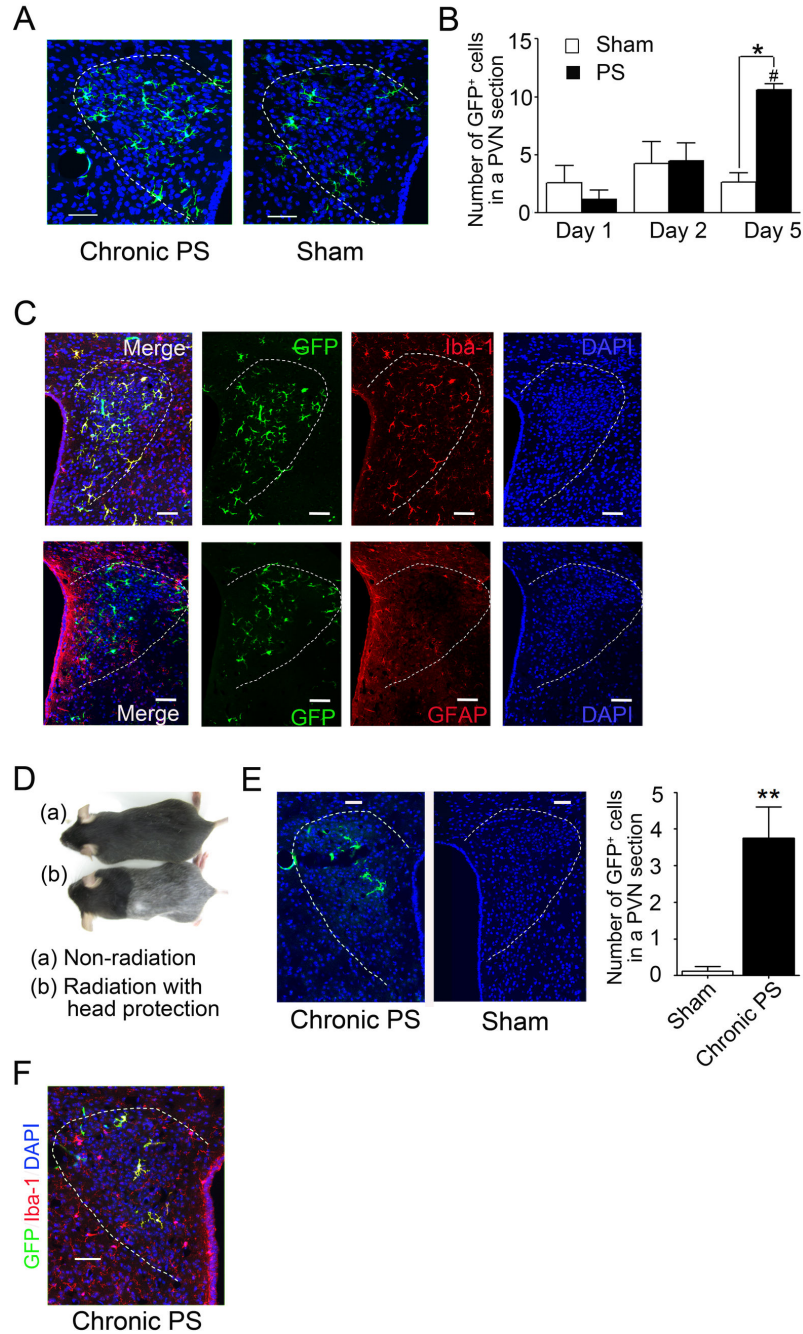 A
Chronic PS
Sham
B
Number of GFP+ cells
in a PVN section
15
10
5
0
Sham
PS
*
#
Day 1
Day 2
Day 5
C
Merge
GFP
Iba-1
DAPI
Merge
GFP
GFAP
DAPI
D
(a)
(b)
(a) Non-radiation
(b) Radiation with
head protection
E
Chronic PS
Sham
Number of GFP+ cells
in a PVN section
5
4
3
2
1
0
**
Sham
Chronic PS
F
GFP Iba-1 DAPI
Chronic PS